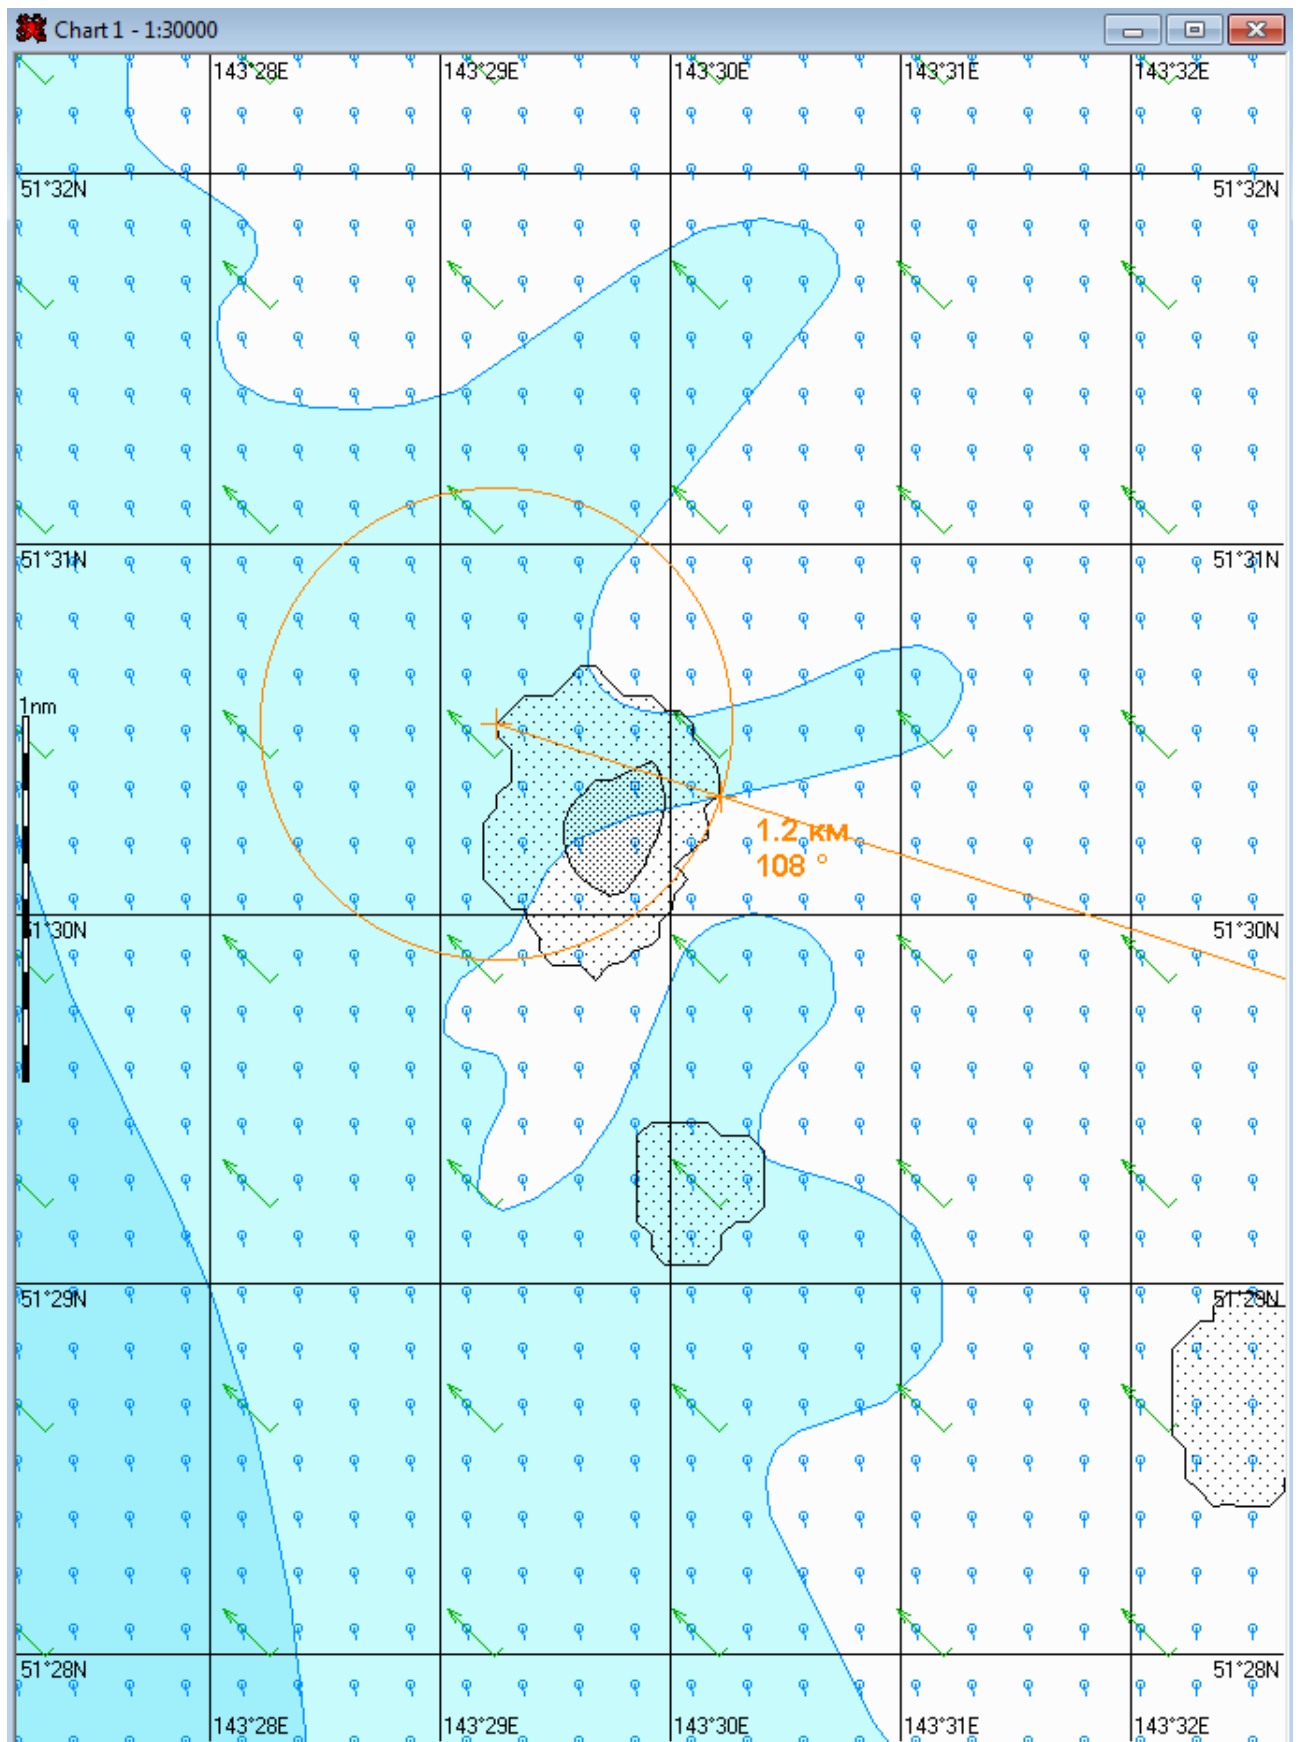 Chart 1 - 1:30000
143°28E 143°29E 143°30E 143°31E 143°32E
51°32N 51°32N
51°31N 51°31N
1nm
1.2 км
108 °
51°30N 51°30N
51°29N 51°29N
51°28N 51°28N
143°28E 143°29E 143°30E 143°31E 143°32E